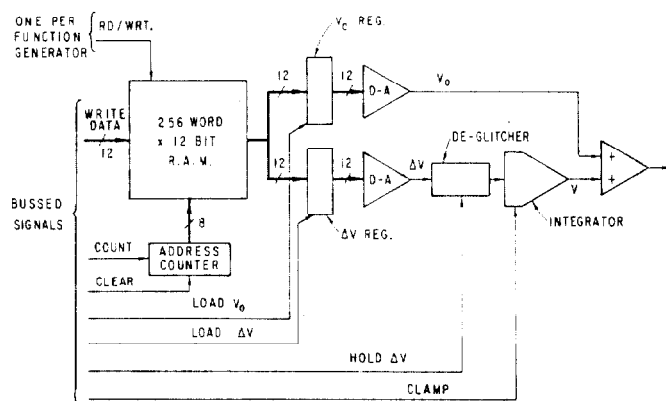 ONE PER
FUNCTION
GENERATOR
RD/WRT.
VC REG.
12
12
D-A
V0
WRITE
DATA
12
256 WORD
x 12 BIT
R.A.M.
DE-GLITCHER
12
12
D-A
ΔV
+
+
V
INTEGRATOR
ΔV REG.
BUSSED
SIGNALS
8
COUNT
ADDRESS
COUNTER
CLEAR
LOAD V0
LOAD ΔV
HOLD ΔV
CLAMP